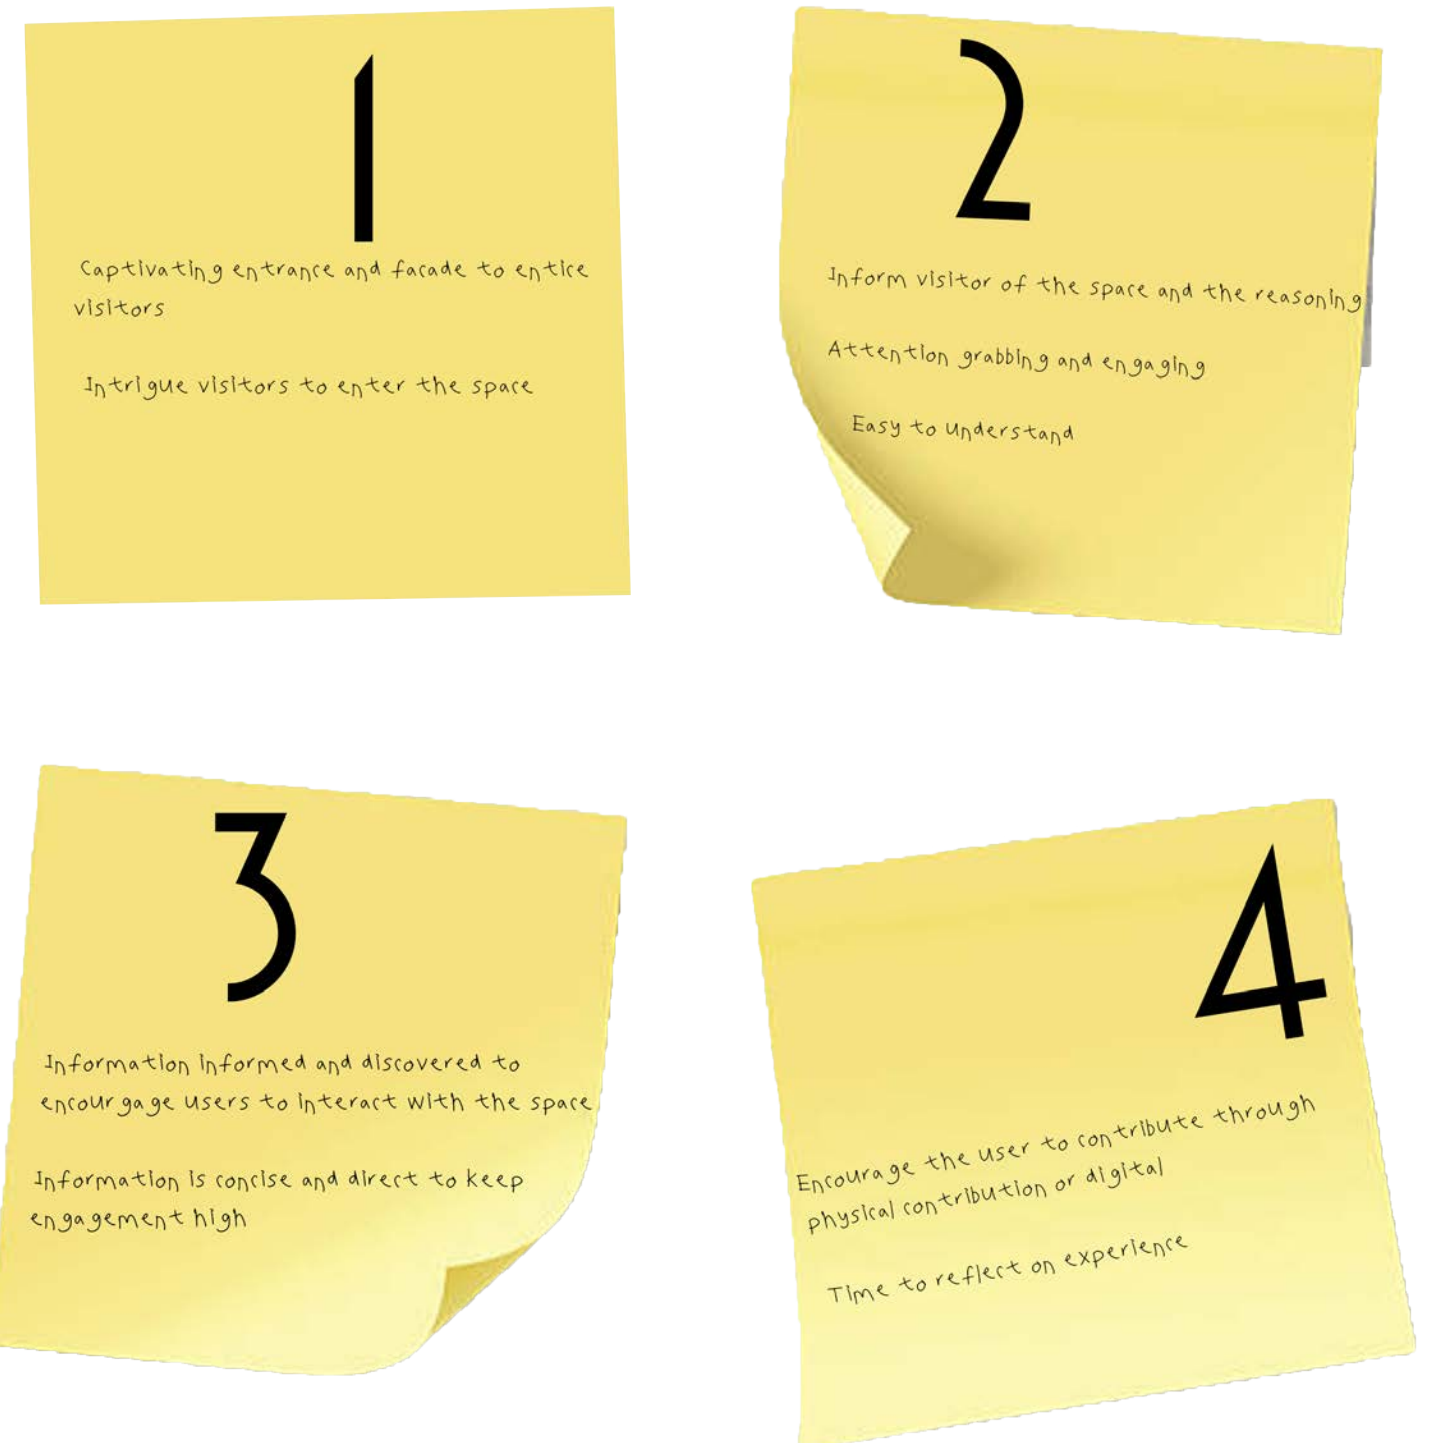 1
Captivating entrance and facade to entice
visitors
Intrigue visitors to enter the space
2
Inform visitor of the space and the reasoning
Attention grabbing and engaging
Easy to understand
3
Information informed and discovered to
encourgage users to interact with the space
Information is concise and direct to keep
engagement high
4
Encourage the user to contribute through
physical contribution or digital
Time to reflect on experience